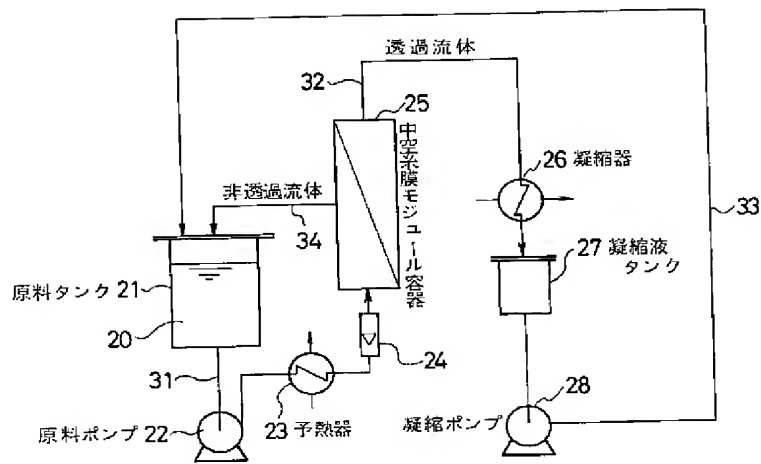 透過流体
32
25
中空糸膜モジュール容器
26 凝縮器
非透過流体
34
33
27 凝縮液
タンク
原料タンク 21
20
24
31
28
原料ポンプ 22
23 予熱器
凝縮ポンプ